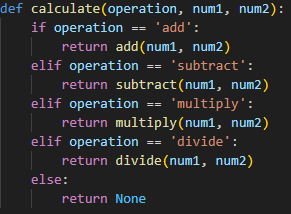 def calculate(operation, num1, num2):
    if operation == 'add':
        return add(num1, num2)
    elif operation == 'subtract':
        return subtract(num1, num2)
    elif operation == 'multiply':
        return multiply(num1, num2)
    elif operation == 'divide':
        return divide(num1, num2)
    else:
        return None